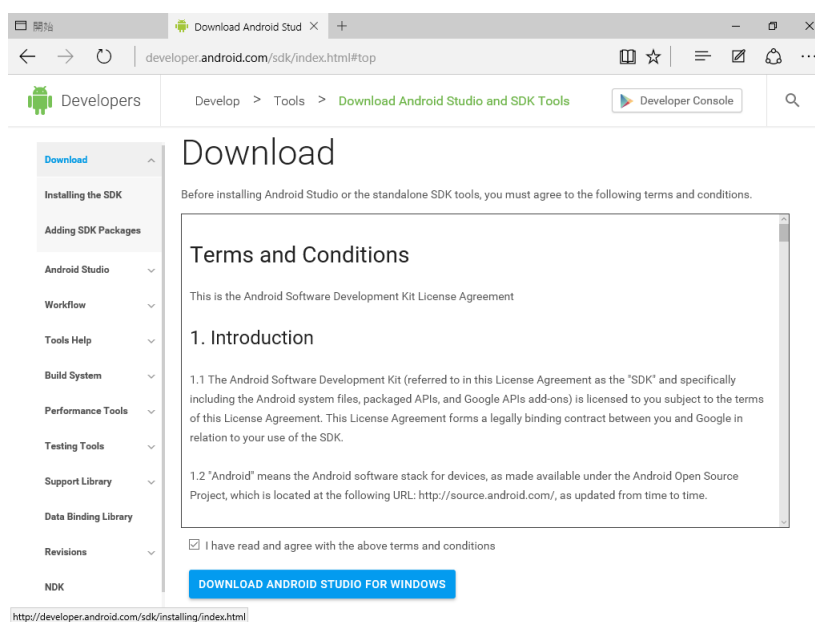 開始
Download Android Stud
developer.android.com/sdk/index.html#top
Developers
Develop > Tools > Download Android Studio and SDK Tools
Developer Console
Download
Installing the SDK
Adding SDK Packages
Android Studio
Workflow
Tools Help
Build System
Performance Tools
Testing Tools
Support Library
Data Binding Library
Revisions
NDK
Download
Before installing Android Studio or the standalone SDK tools, you must agree to the following terms and conditions.
Terms and Conditions
This is the Android Software Development Kit License Agreement
1. Introduction
1.1 The Android Software Development Kit (referred to in this License Agreement as the "SDK" and specifically
including the Android system files, packaged APIs, and Google APIs add-ons) is licensed to you subject to the terms
of this License Agreement. This License Agreement forms a legally binding contract between you and Google in
relation to your use of the SDK.
1.2 "Android" means the Android software stack for devices, as made available under the Android Open Source
Project, which is located at the following URL: http://source.android.com/, as updated from time to time.
I have read and agree with the above terms and conditions
DOWNLOAD ANDROID STUDIO FOR WINDOWS
http://developer.android.com/sdk/installing/index.html